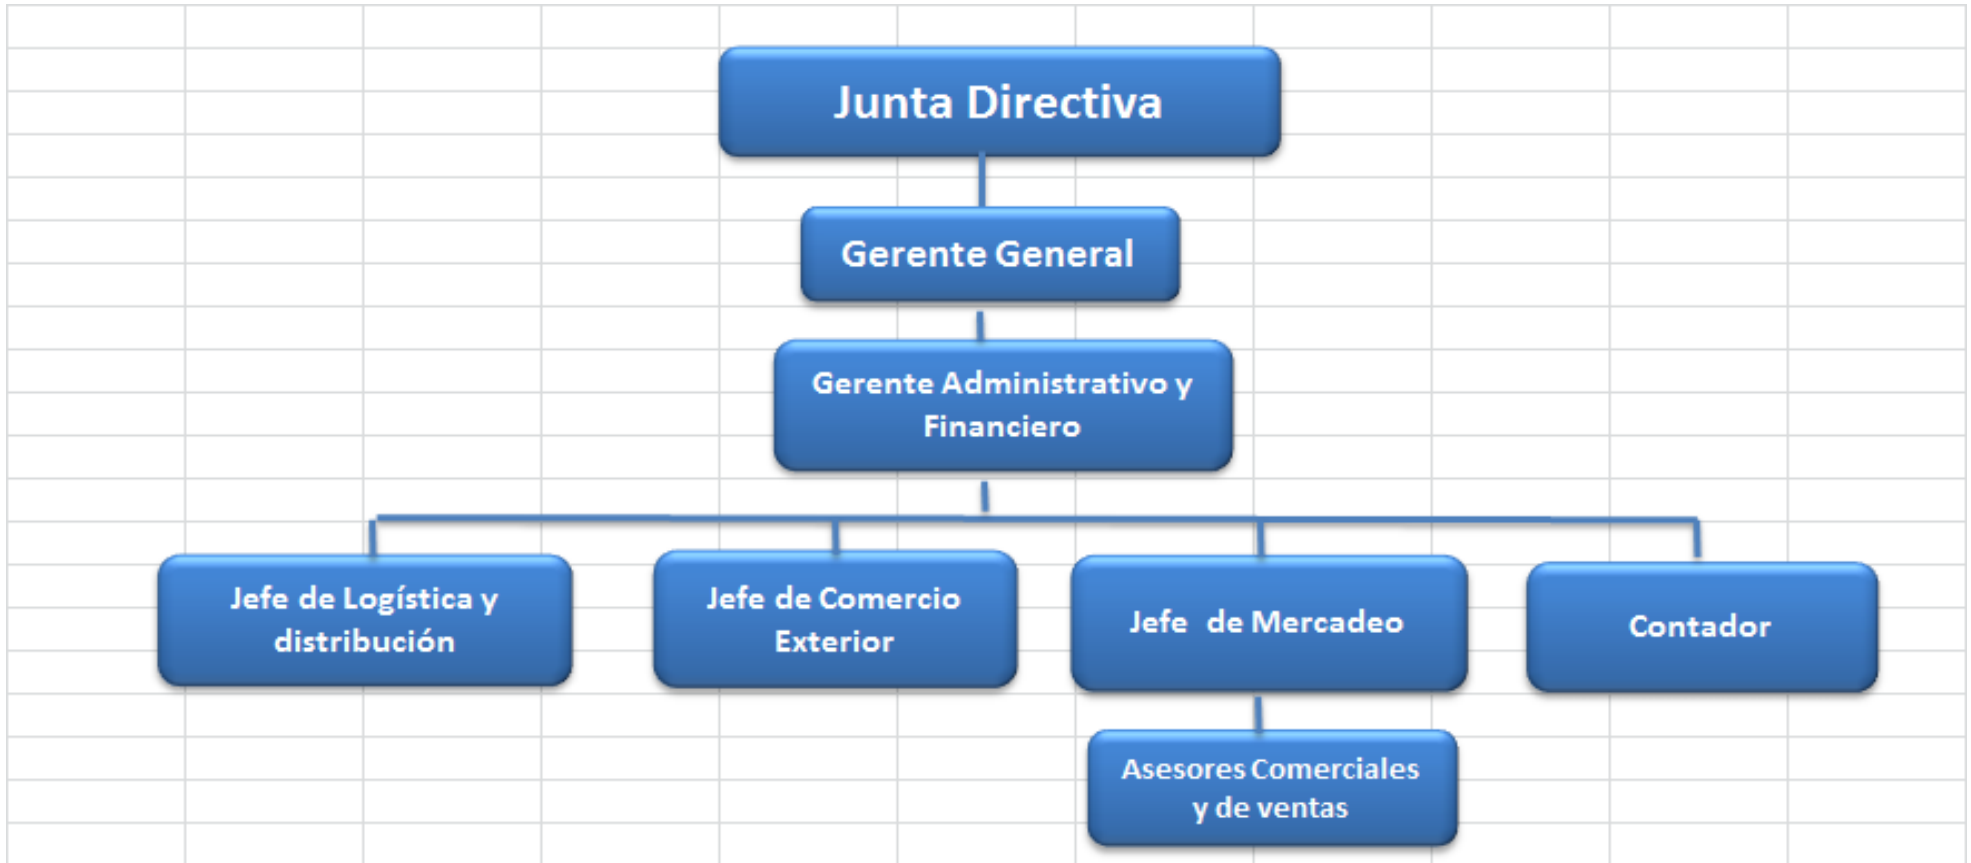 Junta Directiva
Gerente General
Gerente Administrativo y
Financiero
Jefe de Logística y
distribución
Jefe de Comercio
Exterior
Jefe  de Mercadeo
Contador
Asesores Comerciales
y de ventas